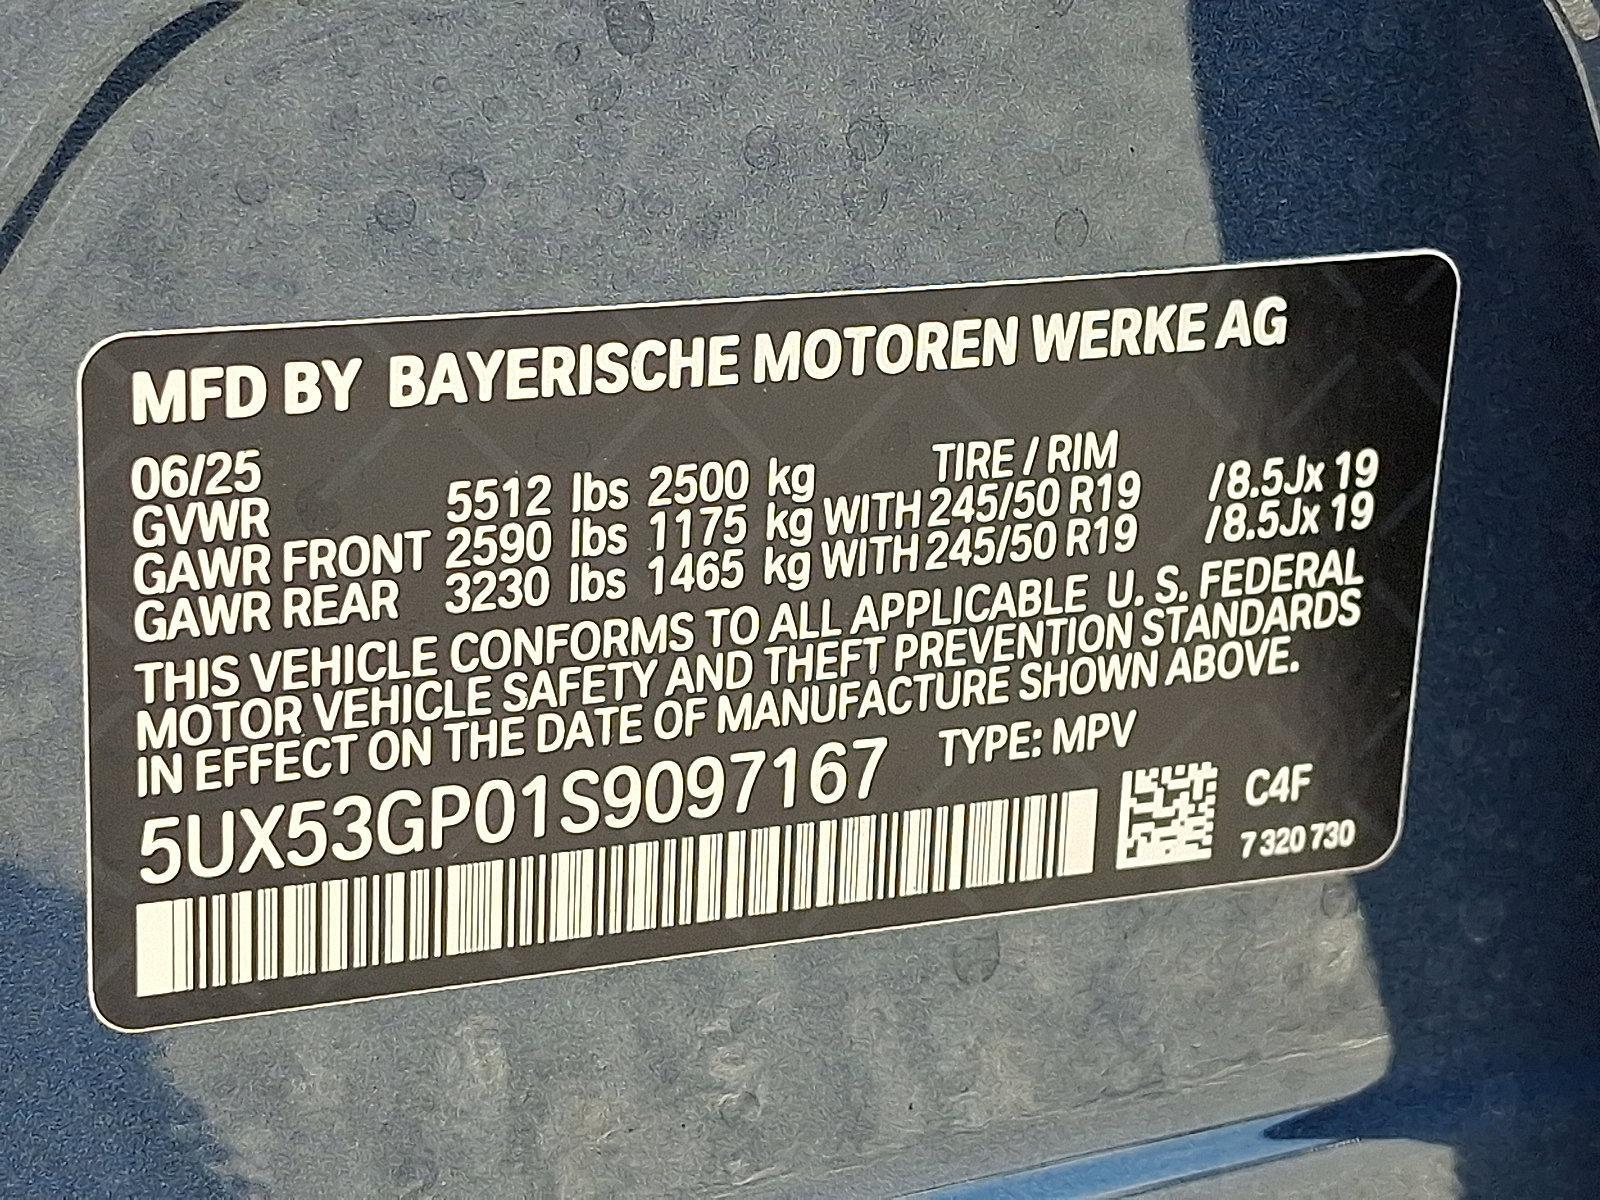 MFD BY BAYERISCHE MOTOREN WERKE AG
06/25 TIRE / RIM
GVWR 5512 lbs 2500 kg
GAWR FRONT 2590 lbs 1175 kg WITH 245/50 R19 /8.5Jx 19
GAWR REAR 3230 lbs 1465 kg WITH 245/50 R19 /8.5Jx 19
THIS VEHICLE CONFORMS TO ALL APPLICABLE U. S. FEDERAL
MOTOR VEHICLE SAFETY AND THEFT PREVENTION STANDARDS
IN EFFECT ON THE DATE OF MANUFACTURE SHOWN ABOVE.
5UX53GP01S9097167 TYPE: MPV
C4F
7 320 730